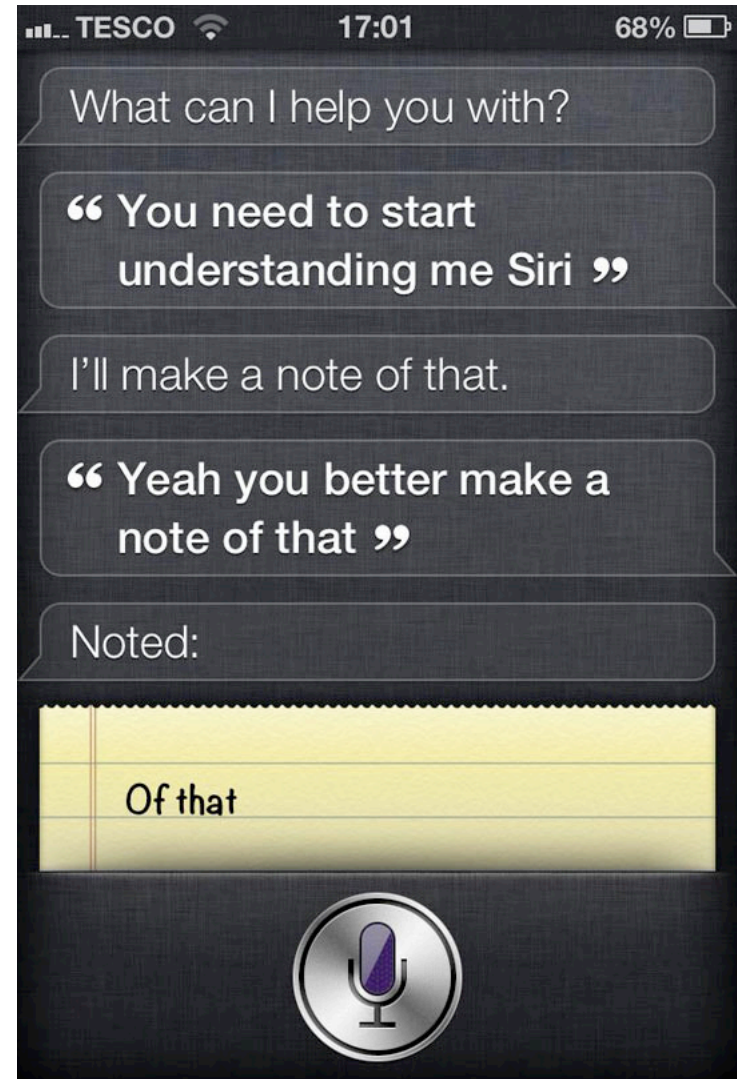 TESCO 17:01 68%
What can I help you with?
“ You need to start
understanding me Siri ”
I’ll make a note of that.
“ Yeah you better make a
note of that ”
Noted:
Of that